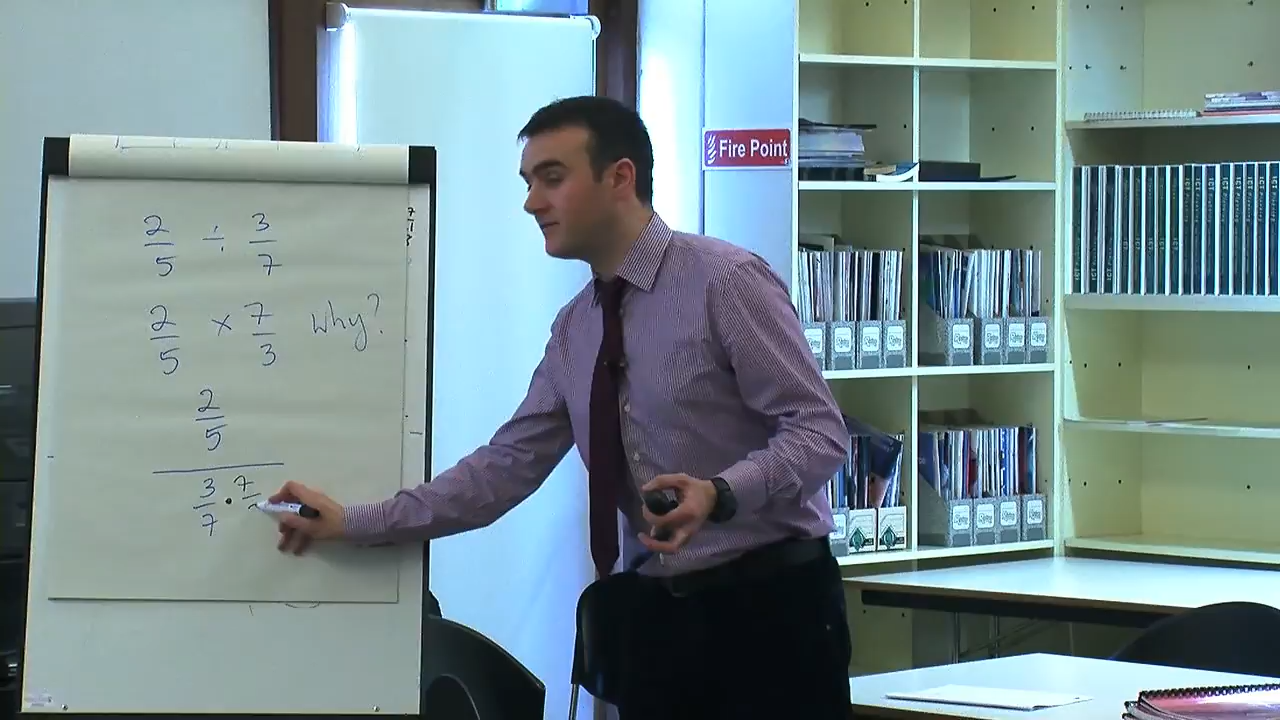 2/5 ÷ 3/7
2/5 × 7/3 why?
2/5
3/7 · 7
Fire Point